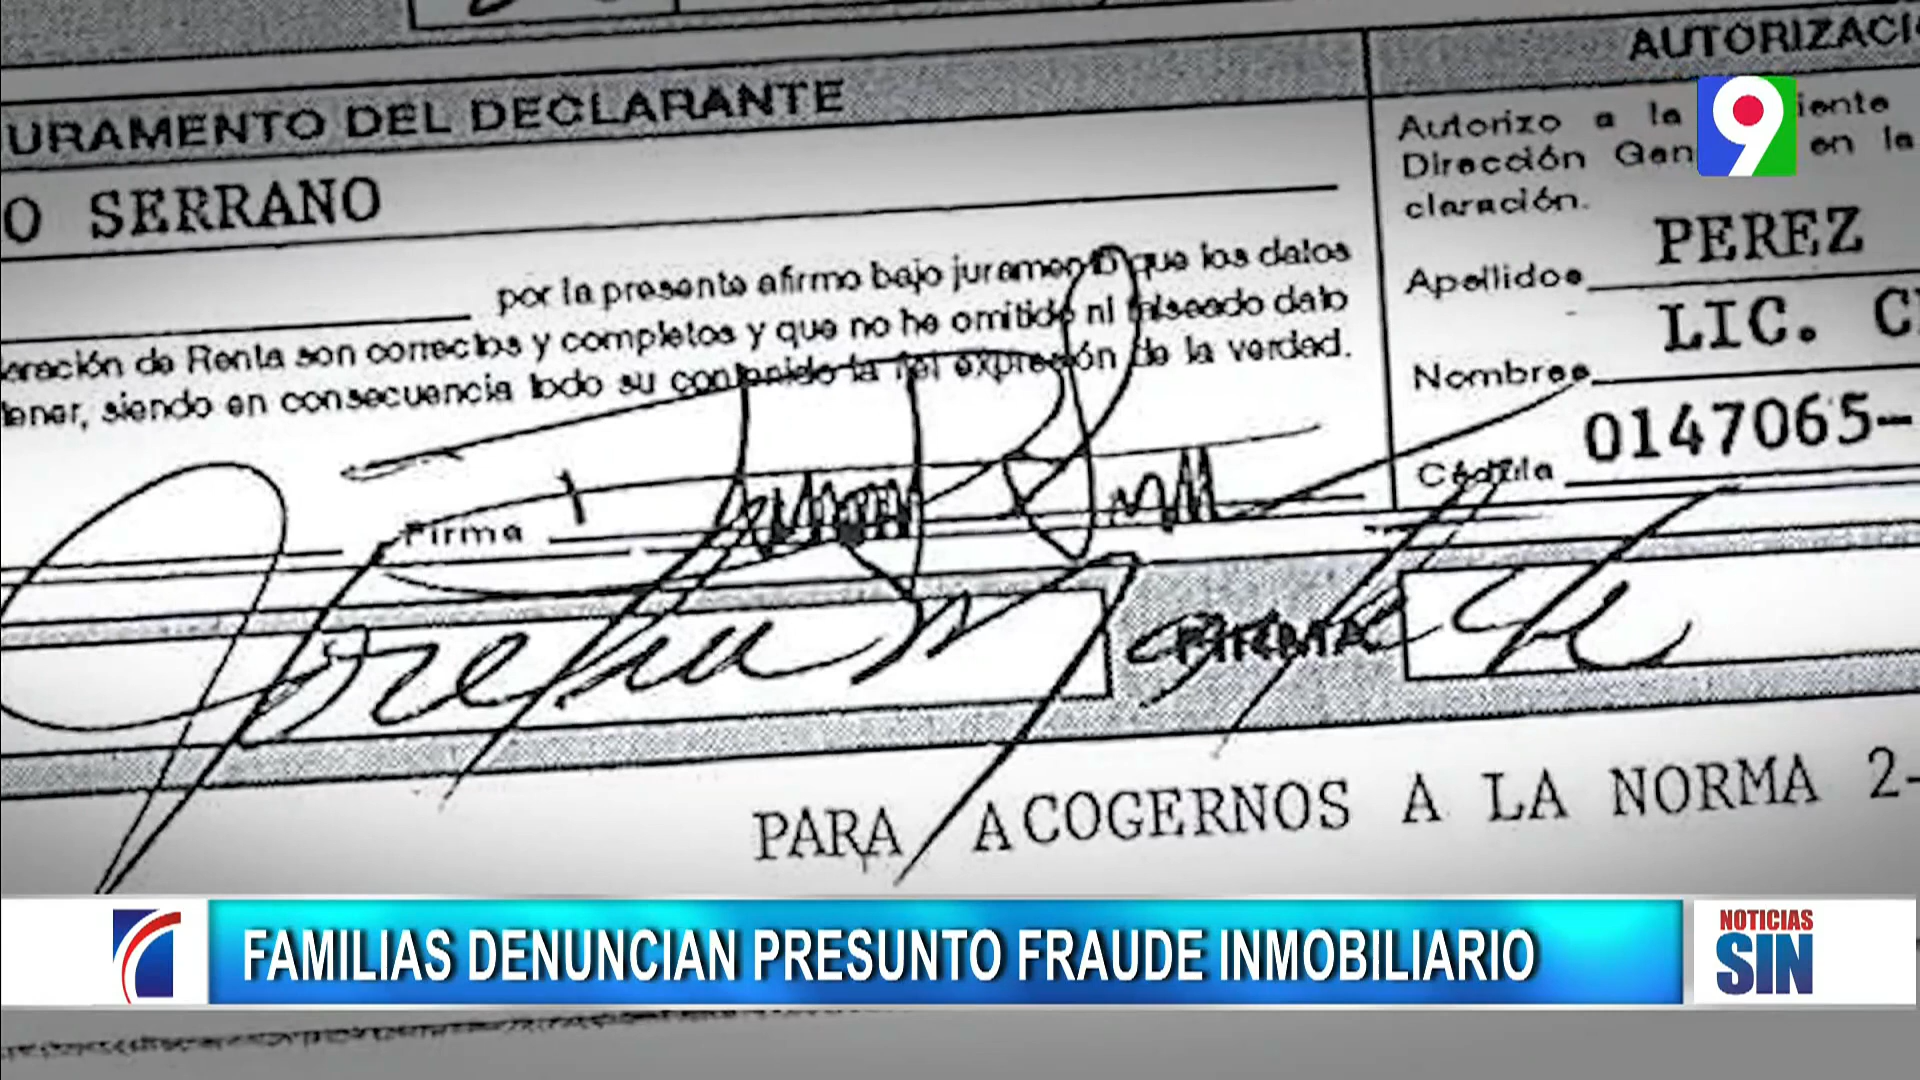 AUTORIZACI
URAMENTO DEL DECLARANTE
O SERRANO
por la presente afirmo bajo juramento que los datos
eración de Renta son correctos y completos y que no he omitido ni falseado dato
tener, siendo en consecuencia todo su contenido la fiel expresión de la verdad.
Firma
Autorizo a la iente
Dirección Gen en la
claración.
PEREZ
Apellidos
LIC. C
Nombres
0147065-
Cédula
FIRMA
PARA ACOGERNOS A LA NORMA 2-
9
FAMILIAS DENUNCIAN PRESUNTO FRAUDE INMOBILIARIO
NOTICIAS
SIN